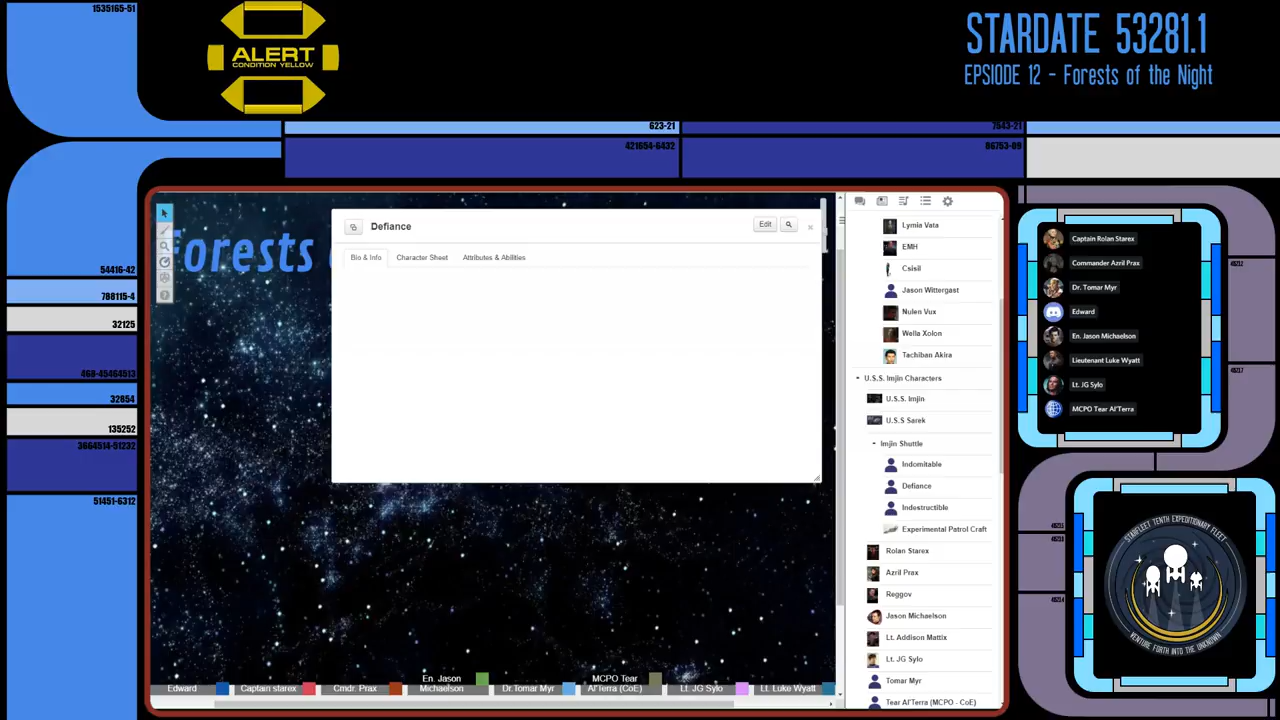 1535165-51
ALERT
CONDITION YELLOW
STARDATE 53281.1
EPSIODE 12 - Forests of the Night
623-21
7843-21
421654-6432
86753-09
54416-42
788115-4
32125
468-45464513
32854
135252
3664514-51232
51451-6312
Forests
Defiance
Edit
Bio & Info
Character Sheet
Attributes & Abilities
Lymia Vata
EMH
Csisil
Jason Wittergast
Nulen Vux
Wella Xolon
Tachiban Akira
U.S.S. Imjin Characters
U.S.S. Imjin
U.S.S Sarek
Imjin Shuttle
Indomitable
Defiance
Indestructible
Experimental Patrol Craft
Rolan Starex
Azril Prax
Reggov
Jason Michaelson
Lt. Addison Mattix
Lt. JG Sylo
Tomar Myr
Tear Al'Terra (MCPO - CoE)
Edward
Captain starex
Cmdr. Prax
En. Jason Michaelson
Dr.Tomar Myr
MCPO Tear Al'Terra (CoE)
Lt. JG Sylo
Lt. Luke Wyatt
Captain Rolan Starex
Commander Azril Prax
Dr. Tomar Myr
Edward
En. Jason Michaelson
Lieutenant Luke Wyatt
Lt. JG Sylo
MCPO Tear Al'Terra
STARFLEET TENTH EXPEDITIONARY FLEET
VENTURE FORTH INTO THE UNKNOWN